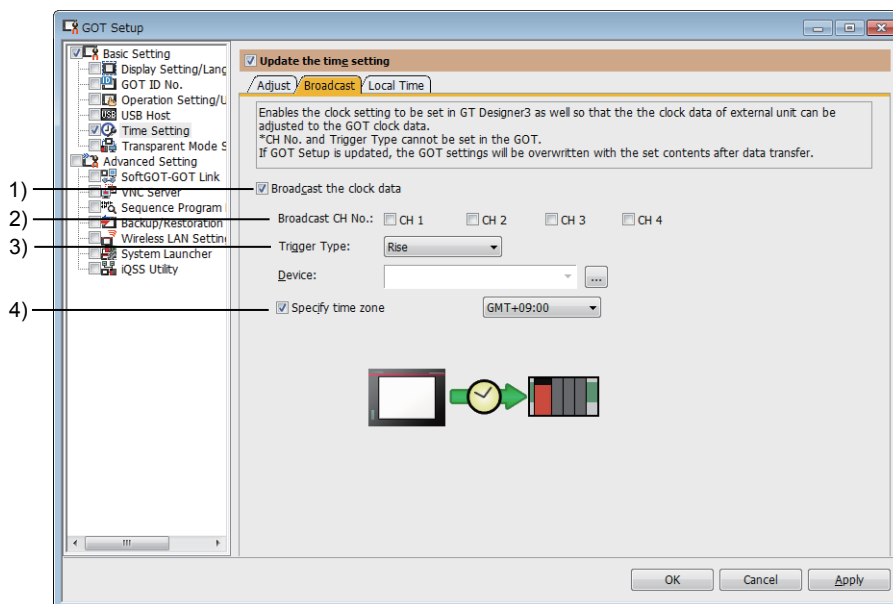 GOT Setup
Basic Setting
Display Setting/Lang
GOT ID No.
Operation Setting/U
USB Host
Time Setting
Transparent Mode S
Advanced Setting
SoftGOT-GOT Link
VNC Server
Sequence Program
Backup/Restoration
Wireless LAN Settin
System Launcher
iQSS Utility
Update the time setting
Adjust Broadcast Local Time
Enables the clock setting to be set in GT Designer3 as well so that the the clock data of external unit can be
adjusted to the GOT clock data.
*CH No. and Trigger Type cannot be set in the GOT.
If GOT Setup is updated, the GOT settings will be overwritten with the set contents after data transfer.
1) Broadcast the clock data
2) Broadcast CH No.: CH 1 CH 2 CH 3 CH 4
3) Trigger Type: Rise
Device: ...
4) Specify time zone GMT+09:00
OK Cancel Apply